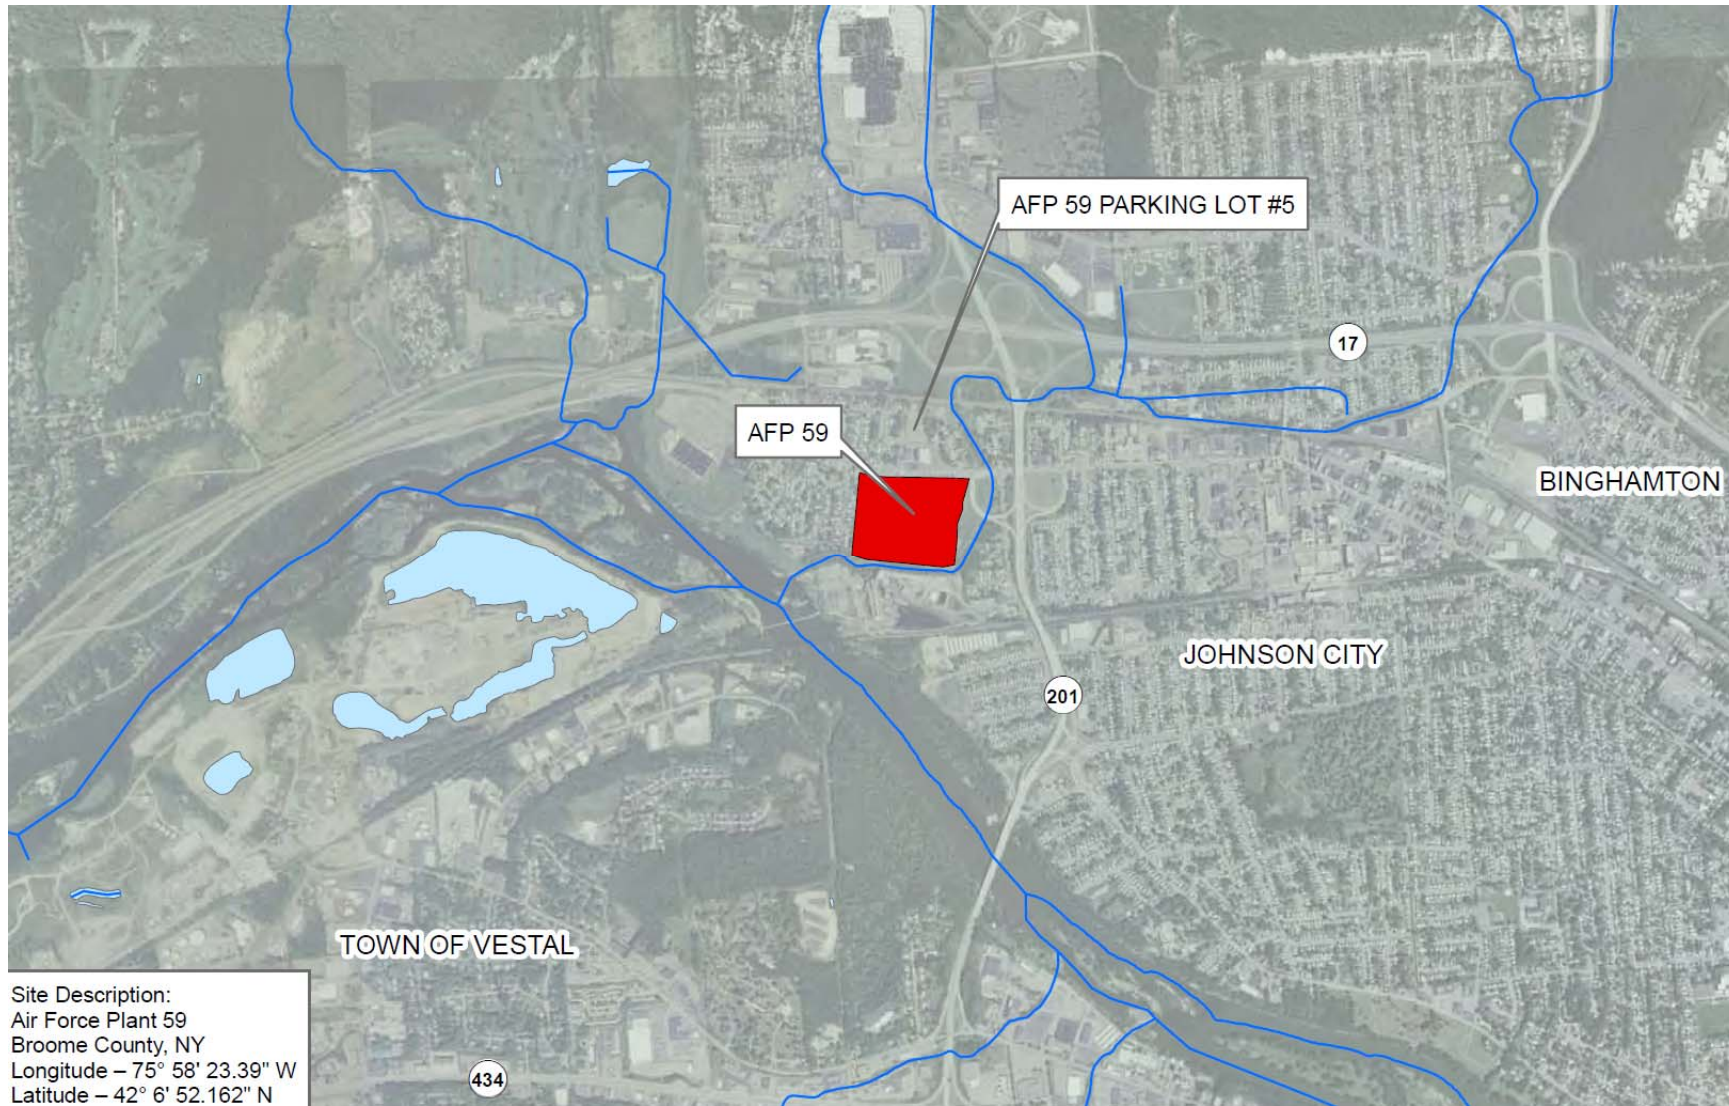 AFP 59 PARKING LOT #5
17
AFP 59
BINGHAMTON
JOHNSON CITY
201
TOWN OF VESTAL
Site Description:
Air Force Plant 59
Broome County, NY
Longitude – 75° 58' 23.39" W
Latitude – 42° 6' 52.162" N
434